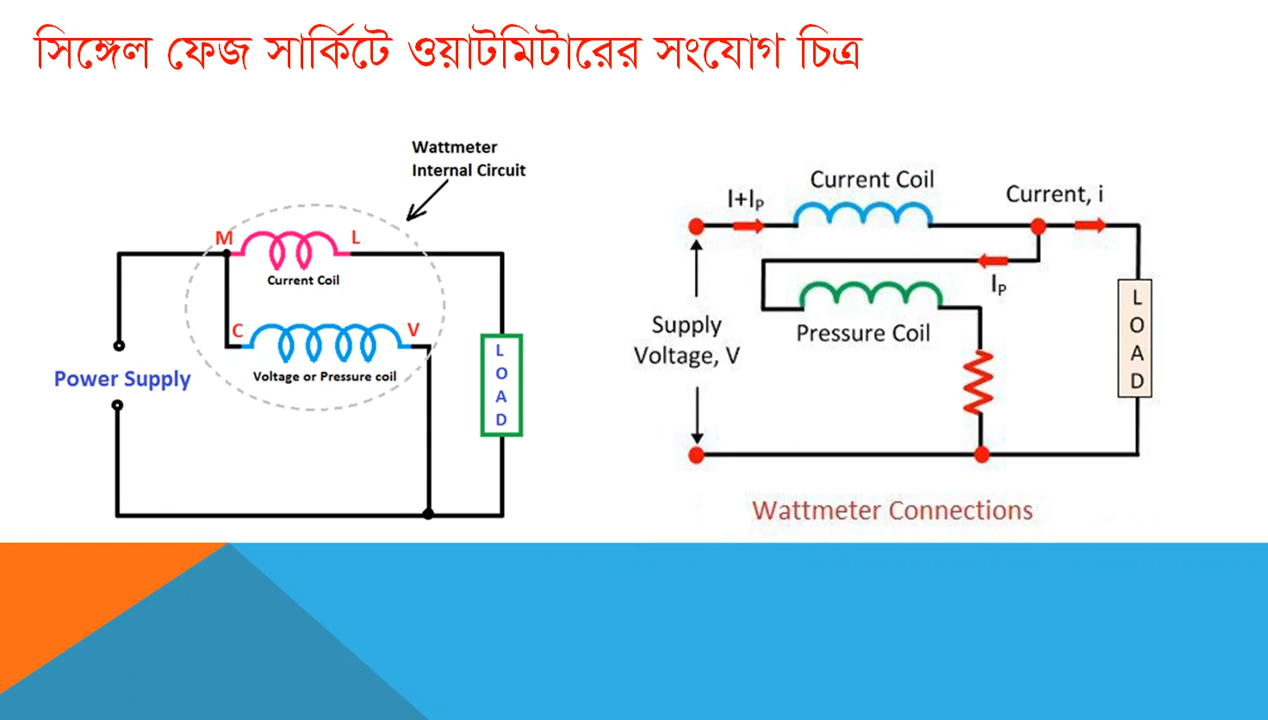 সিঙ্গেল ফেজ সার্কিটে ওয়াটমিটারের সংযোগ চিত্র
Wattmeter
Internal Circuit
M
L
Current Coil
C
V
Voltage or Pressure coil
Power Supply
L
O
A
D
Current Coil
I+Iₚ
Current, i
Iₚ
Pressure Coil
Supply
Voltage, V
L
O
A
D
Wattmeter Connections